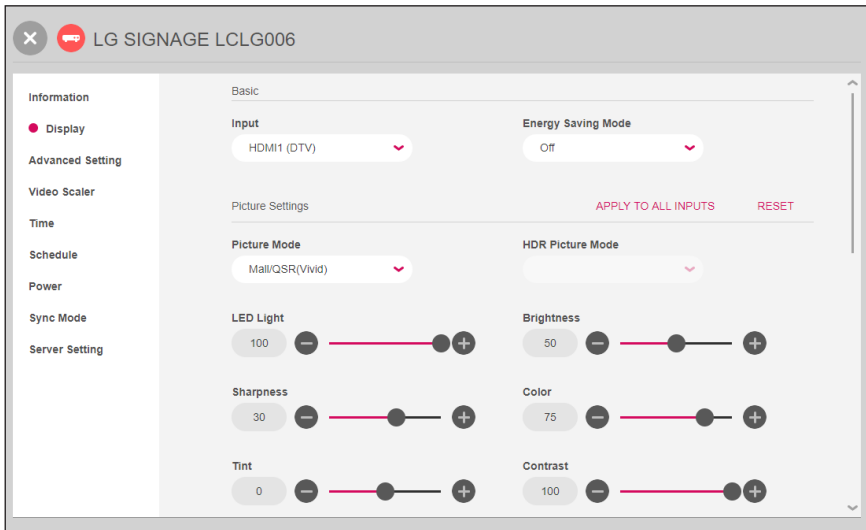 LG SIGNAGE LCLG006
Information
Display
Advanced Setting
Video Scaler
Time
Schedule
Power
Sync Mode
Server Setting
Basic
Input
Energy Saving Mode
HDMI1 (DTV)
Off
Picture Settings
APPLY TO ALL INPUTS
RESET
Picture Mode
HDR Picture Mode
Mall/QSR(Vivid)
LED Light
Brightness
100
50
Sharpness
Color
30
75
Tint
Contrast
0
100